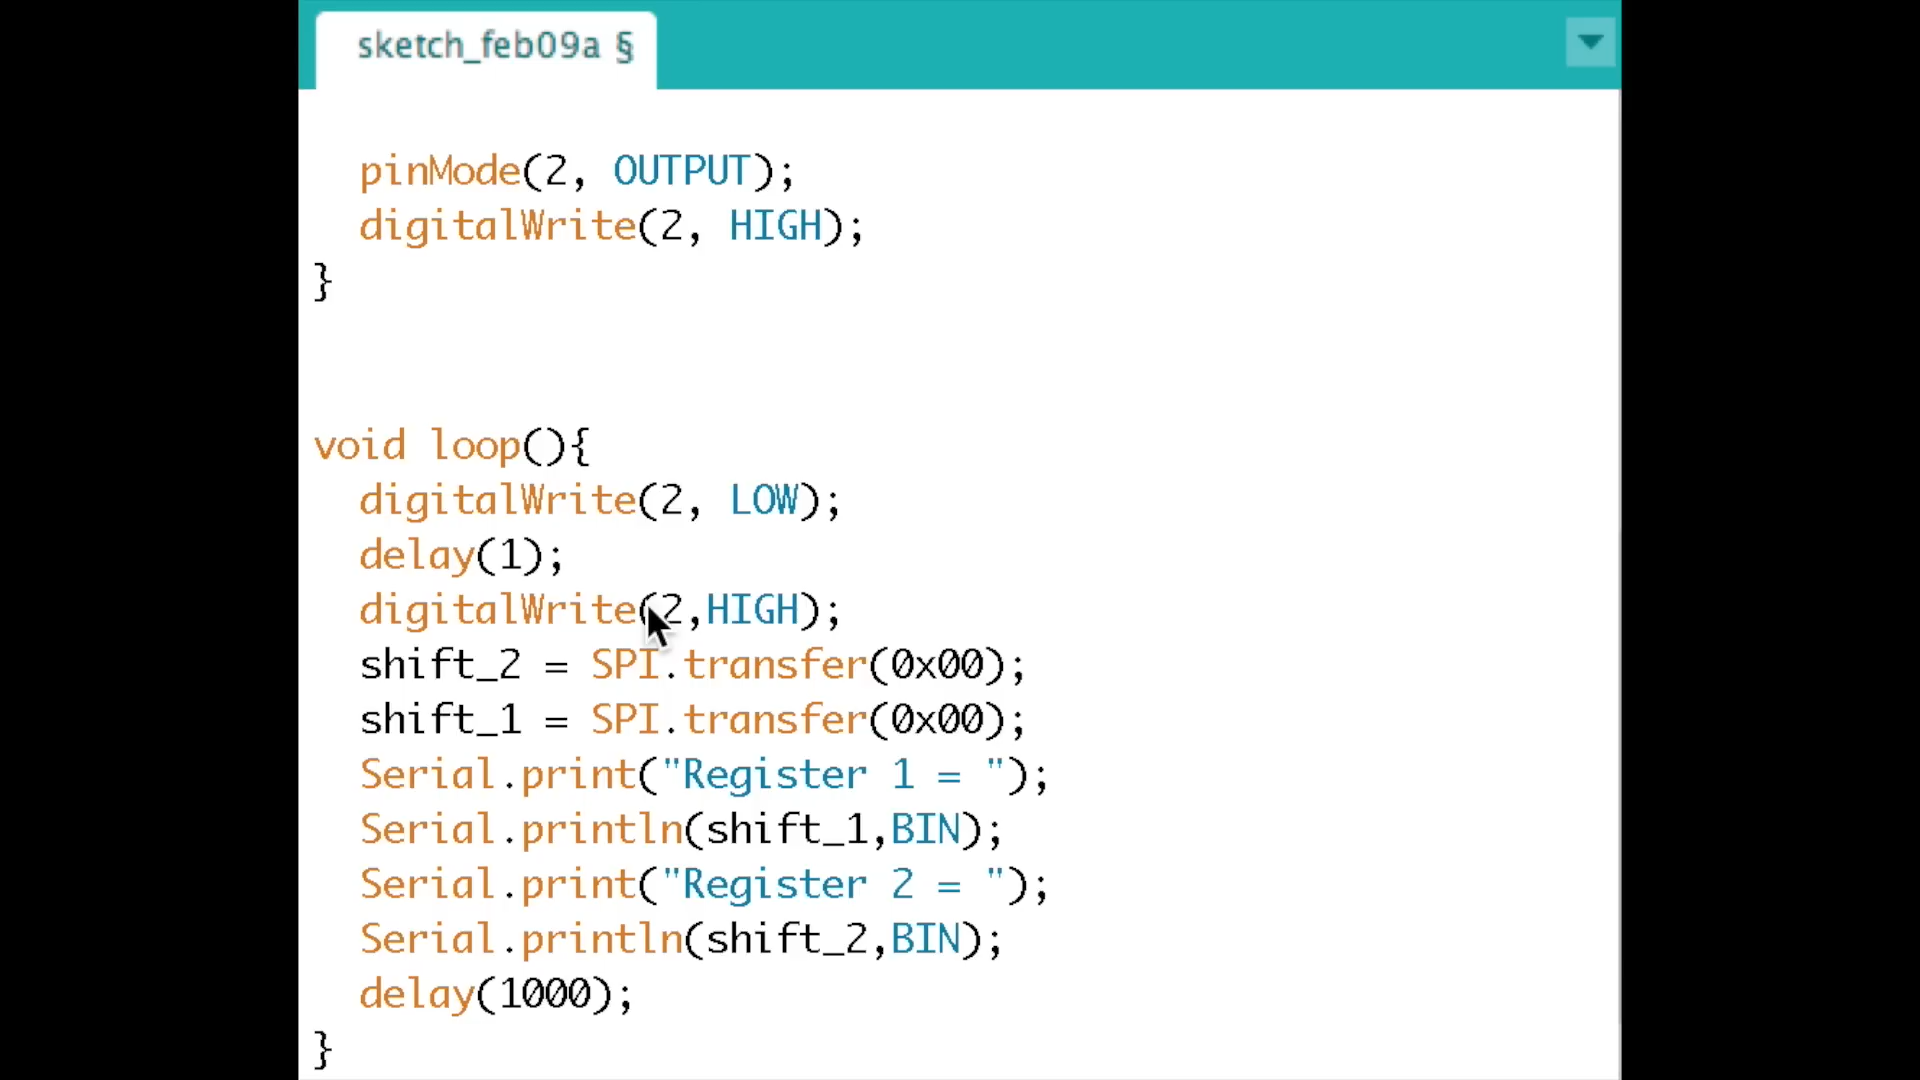 sketch_feb09a §
pinMode(2, OUTPUT);
digitalWrite(2, HIGH);
}
void loop(){
digitalWrite(2, LOW);
delay(1);
digitalWrite(2,HIGH);
shift_2 = SPI.transfer(0x00);
shift_1 = SPI.transfer(0x00);
Serial.print("Register 1 = ");
Serial.println(shift_1,BIN);
Serial.print("Register 2 = ");
Serial.println(shift_2,BIN);
delay(1000);
}